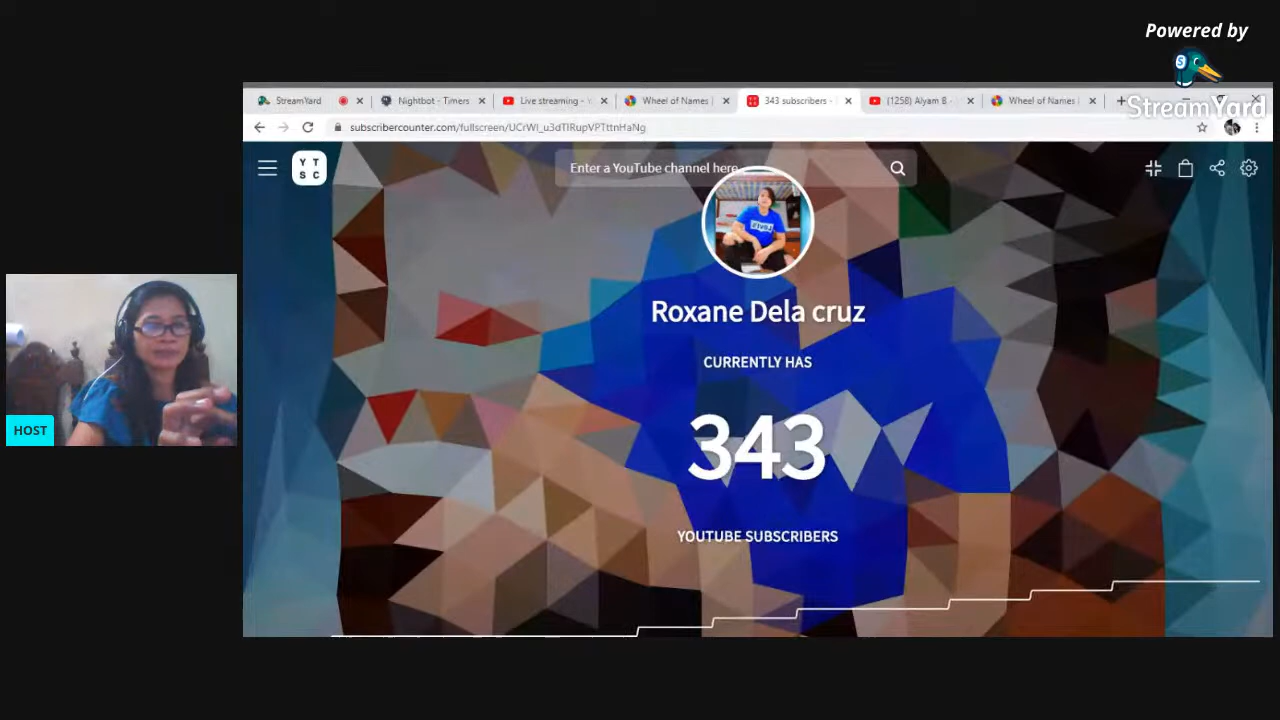 Powered by
StreamYard
StreamYard
Nightbot - Timers
Live streaming - Y
Wheel of Names |
343 subscribers -
(1258) Alyam B -
Wheel of Names |
subscribercounter.com/fullscreen/UCrWl_u3dTlRupVPTttnHaNg
Y T
S C
Enter a YouTube channel here
Roxane Dela cruz
CURRENTLY HAS
343
YOUTUBE SUBSCRIBERS
HOST